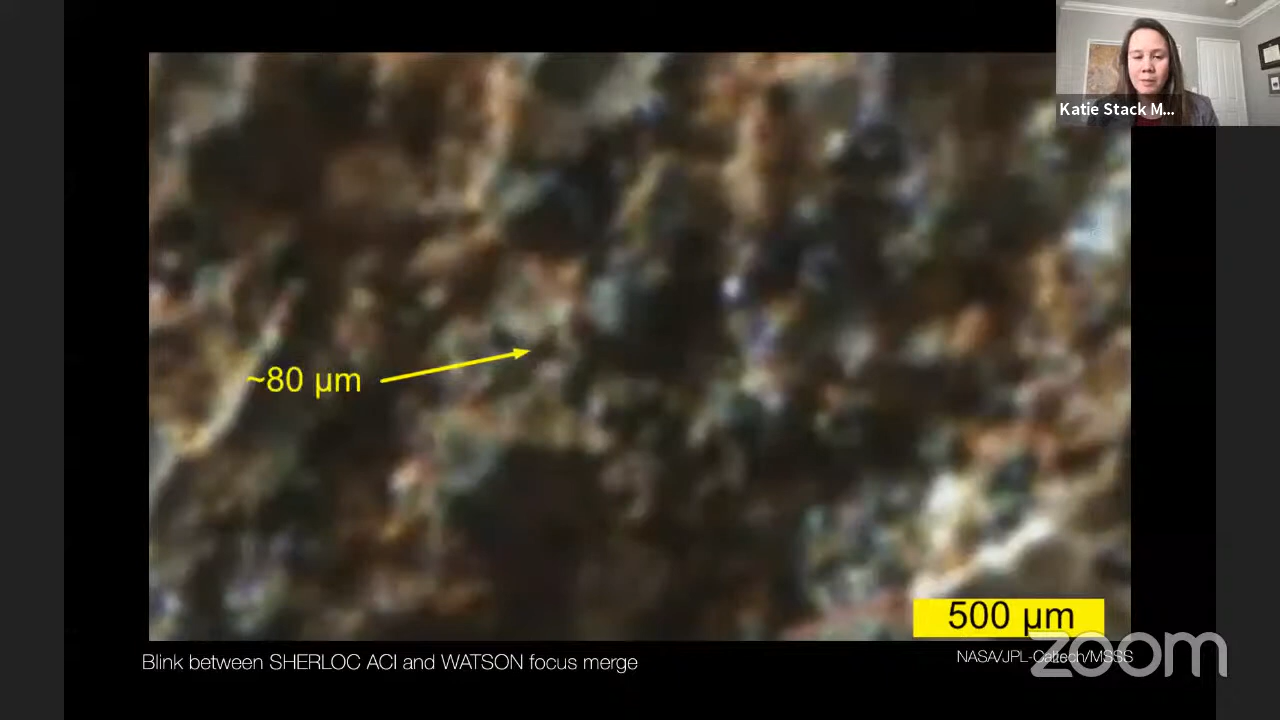 Katie Stack M...
~80 µm
500 µm
Blink between SHERLOC ACI and WATSON focus merge
NASA/JPL-Caltech/MSSS
zoom